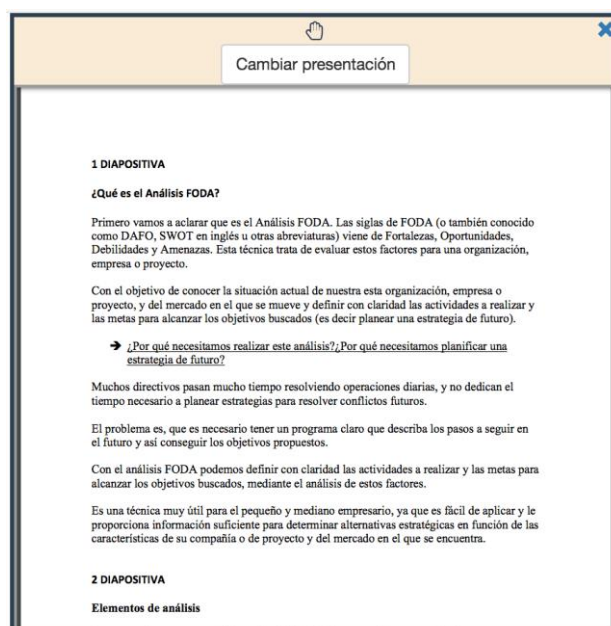 Cambiar presentación
1 DIAPOSITIVA
¿Qué es el Análisis FODA?
Primero vamos a aclarar que es el Análisis FODA. Las siglas de FODA (o también conocido
como DAFO, SWOT en inglés u otras abreviaturas) viene de Fortalezas, Oportunidades,
Debilidades y Amenazas. Esta técnica trata de evaluar estos factores para una organización,
empresa o proyecto.
Con el objetivo de conocer la situación actual de nuestra esta organización, empresa o
proyecto, y del mercado en el que se mueve y definir con claridad las actividades a realizar y
las metas para alcanzar los objetivos buscados (es decir planear una estrategia de futuro).
➔ ¿Por qué necesitamos realizar este análisis?¿Por qué necesitamos planificar una
estrategia de futuro?
Muchos directivos pasan mucho tiempo resolviendo operaciones diarias, y no dedican el
tiempo necesario a planear estrategias para resolver conflictos futuros.
El problema es, que es necesario tener un programa claro que describa los pasos a seguir en
el futuro y así conseguir los objetivos propuestos.
Con el análisis FODA podemos definir con claridad las actividades a realizar y las metas para
alcanzar los objetivos buscados, mediante el análisis de estos factores.
Es una técnica muy útil para el pequeño y mediano empresario, ya que es fácil de aplicar y le
proporciona información suficiente para determinar alternativas estratégicas en función de las
características de su compañía o de proyecto y del mercado en el que se encuentra.
2 DIAPOSITIVA
Elementos de análisis